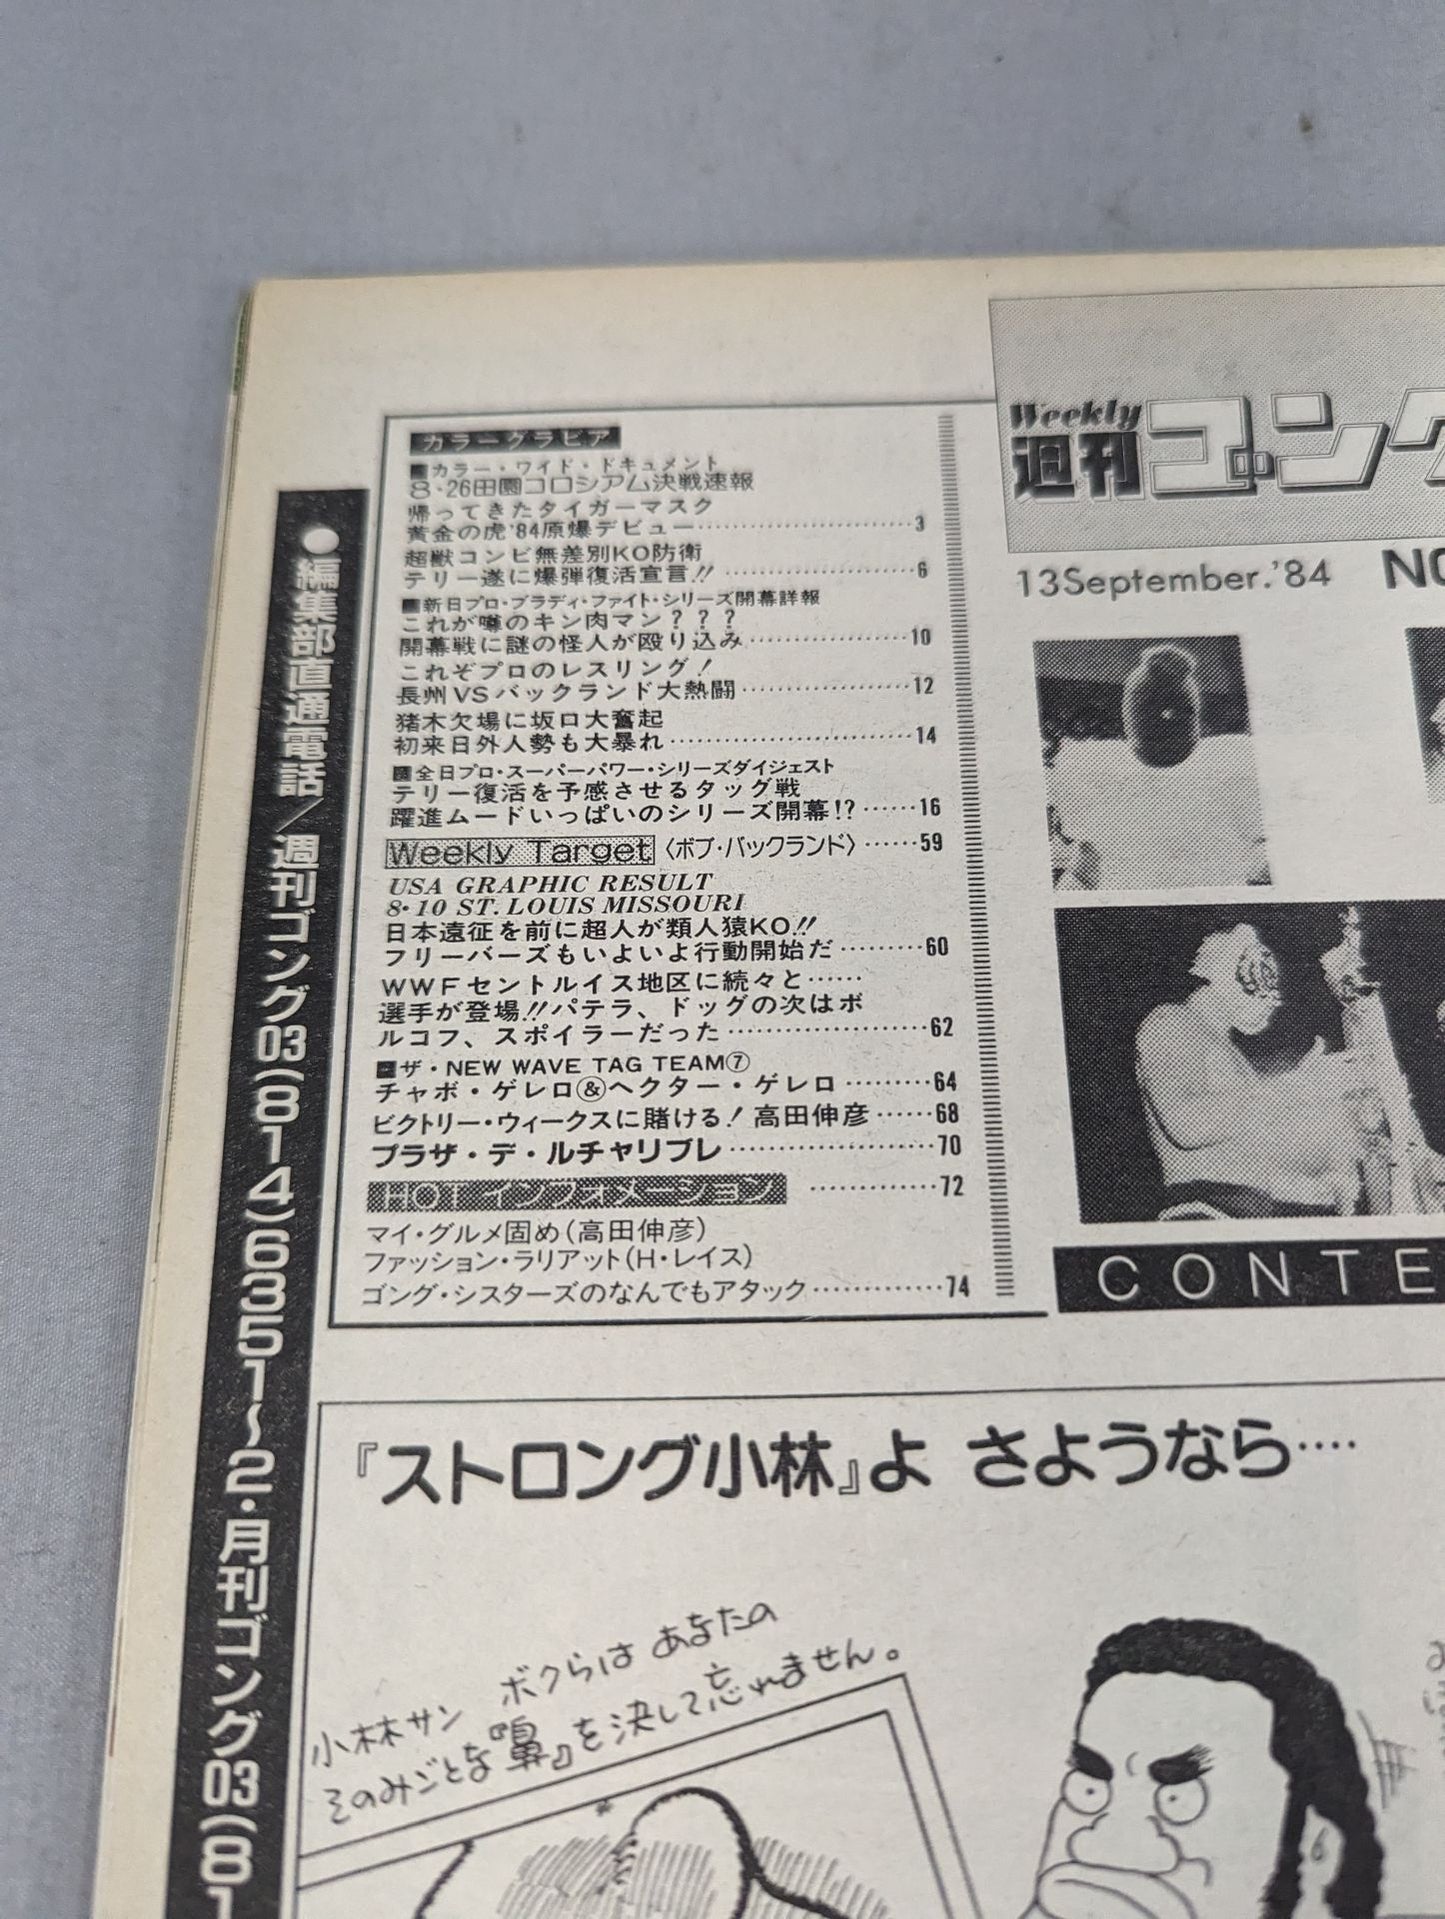 カラーグラビア
■カラー・ワイド・ドキュメント
8・26田園コロシアム決戦速報
帰ってきたタイガーマスク
黄金の虎'84原爆デビュー……………………3
超獣コンビ無差別KO防衛
テリー遂に爆弾復活宣言!!……………………6
■新日プロ・ブラディ・ファイト・シリーズ開幕詳報
これが噂のキン肉マン？？？
開幕戦に謎の怪人が殴り込み………………10
これぞプロのレスリング！
長州VSバックランド大熱闘…………………12
猪木欠場に坂口大奮起
初来日外人勢も大暴れ………………………14
■全日プロ・スーパーパワー・シリーズダイジェスト
テリー復活を予感させるタッグ戦
躍進ムードいっぱいのシリーズ開幕!?……16
Weekly Target〈ボブ・バックランド〉……59
USA GRAPHIC RESULT
8・10 ST. LOUIS MISSOURI
日本遠征を前に超人が類人猿KO!!
フリーバーズもいよいよ行動開始だ………60
WWFセントルイス地区に続々と……
選手が登場!!パテラ、ドッグの次はボ
ルコフ、スポイラーだった…………………62
■ザ・NEW WAVE TAG TEAM⑦
チャボ・ゲレロ&ヘクター・ゲレロ………64
ビクトリー・ウィークスに賭ける！高田伸彦……68
プラザ・デ・ルチャリブレ…………………70
HOT インフォメーション…………72
マイ・グルメ固め(高田伸彦)
ファッション・ラリアット(H・レイス)
ゴング・シスターズのなんでもアタック…………74
Weekly
週刊ゴング
13September.'84
NO
CONTE
●編集部直通電話／週刊ゴング03(814)6351〜2・月刊ゴング03(81
『ストロング小林』よ さようなら‥‥
小林サン ボクらは あなたの
そのみごとな『鼻』を決して忘れません。